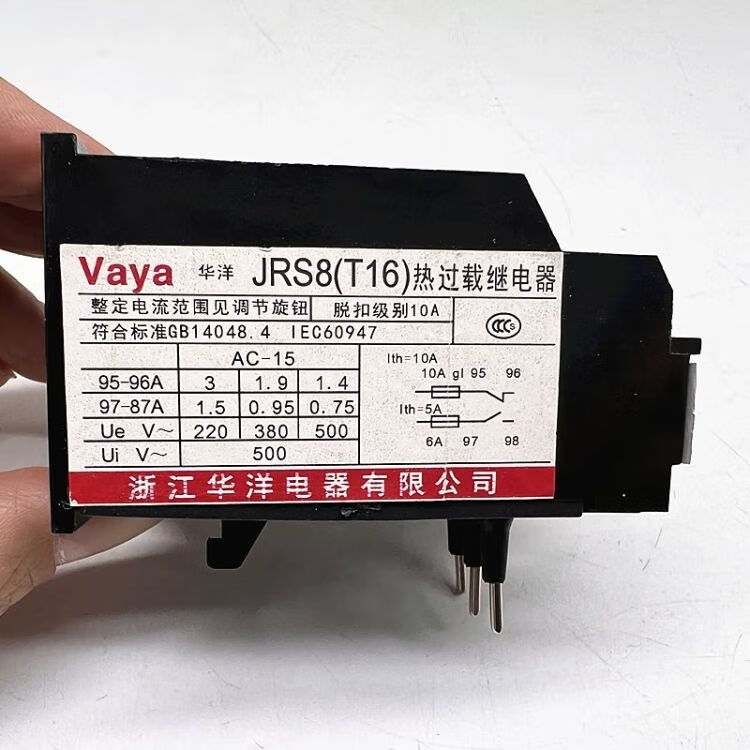 Vaya 华洋 JRS8(T16)热过载继电器
整定电流范围见调节旋钮 脱扣级别10A
符合标准GB14048.4 IEC60947
CCCS
AC-15
95-96A 3 1.9 1.4
97-87A 1.5 0.95 0.75
Ue V~ 220 380 500
Ui V~ 500
Ith=10A
10A gl 95 96
Ith=5A
6A 97 98
浙江华洋电器有限公司